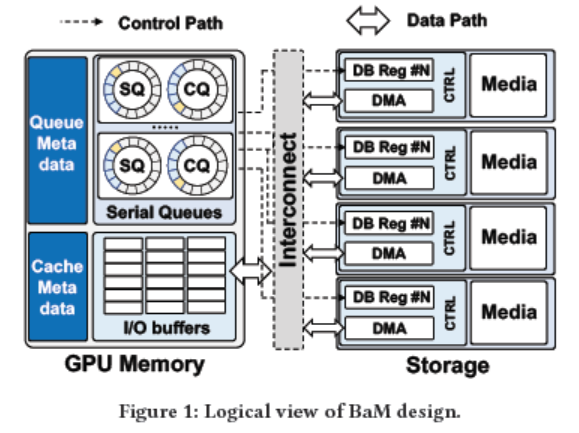 Control Path
Data Path
Queue
Meta
data
SQ
CQ
SQ
CQ
Serial Queues
Cache
Meta
data
I/O buffers
GPU Memory
Interconnect
DB Reg #N
DMA
CTRL
Media
DB Reg #N
DMA
CTRL
Media
DB Reg #N
DMA
CTRL
Media
DB Reg #N
DMA
CTRL
Media
Storage
Figure 1: Logical view of BaM design.